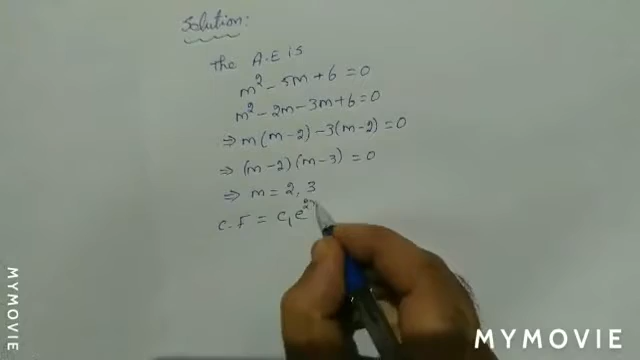 Solution:
the A.E is
m² - 5m + 6 = 0
m² - 2m - 3m + 6 = 0
⇒ m(m-2) - 3(m-2) = 0
⇒ (m-2)(m-3) = 0
⇒ m = 2, 3
C.F = c₁e²
MYMOVIE
MYMOVIE